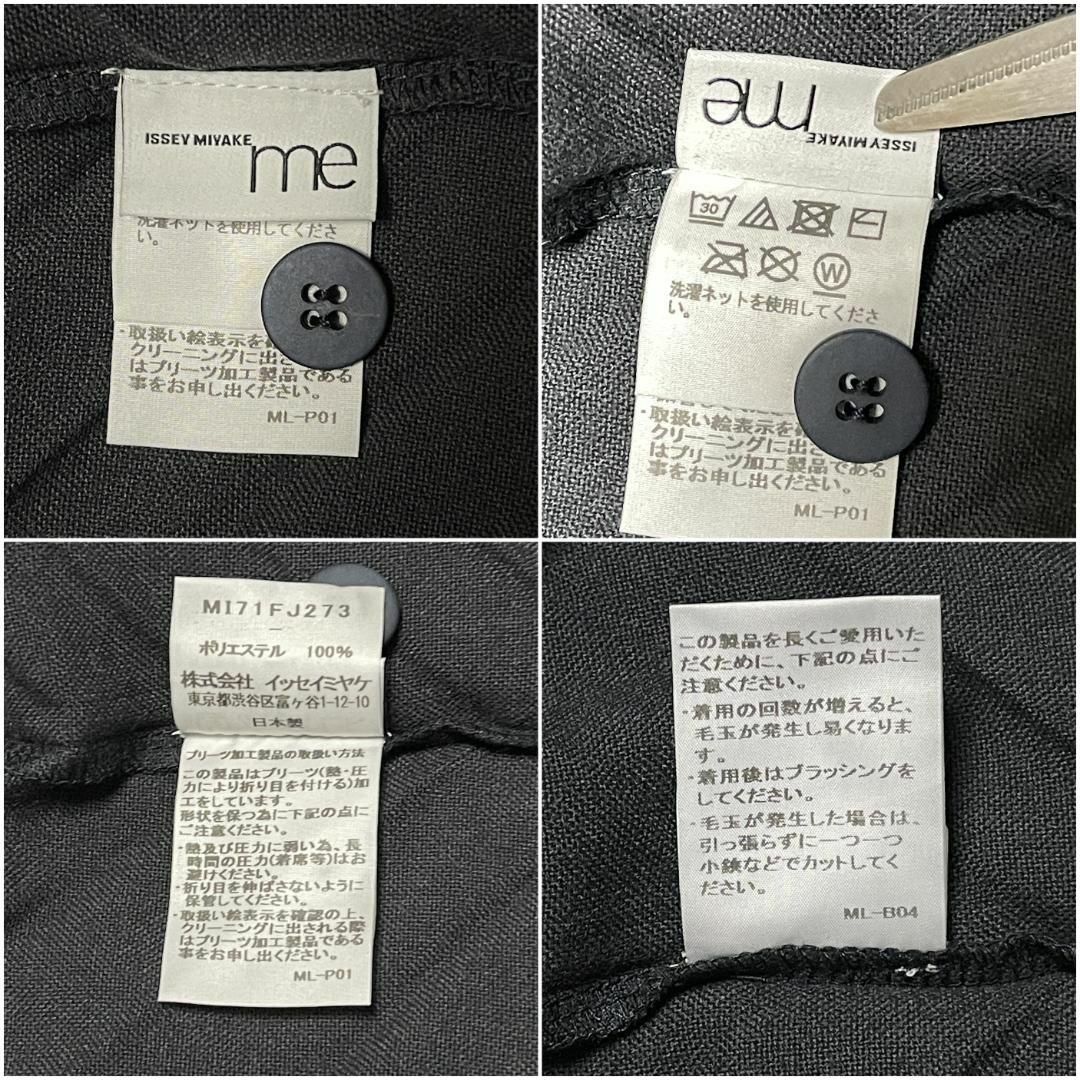 ISSEY MIYAKE me
洗濯ネットを使用してくださ
い。
・取扱い絵表示を
クリーニングに出さ
はプリーツ加工製品である
事をお申し出ください。
ML-P01
ISSEY MIYAKE me
30
W
洗濯ネットを使用してくださ
い。
・取扱い絵表示を
クリーニングに出さ
はプリーツ加工製品である
事をお申し出ください。
ML-P01
MI71FJ273
ポリエステル 100%
株式会社 イッセイミヤケ
東京都渋谷区富ヶ谷1-12-10
日本製
プリーツ加工製品の取扱い方法
この製品はプリーツ(熱・圧
力により折り目を付ける)加
工をしています。
形状を保つ為に下記の点に
ご注意ください。
・熱及び圧力に弱い為、長
時間の圧力(着席等)はお
避けください。
・折り目を伸ばさないように
保管してください。
・取扱い絵表示を確認の上、
クリーニングに出される際
はプリーツ加工製品である
事をお申し出ください。
ML-P01
この製品を長くご愛用いた
だくために、下記の点にご
注意ください。
・着用の回数が増えると、
毛玉が発生し易くなりま
す。
・着用後はブラッシングを
してください。
・毛玉が発生した場合は、
引っ張らずに一つ一つ
小鋏などでカットしてく
ださい。
ML-B04